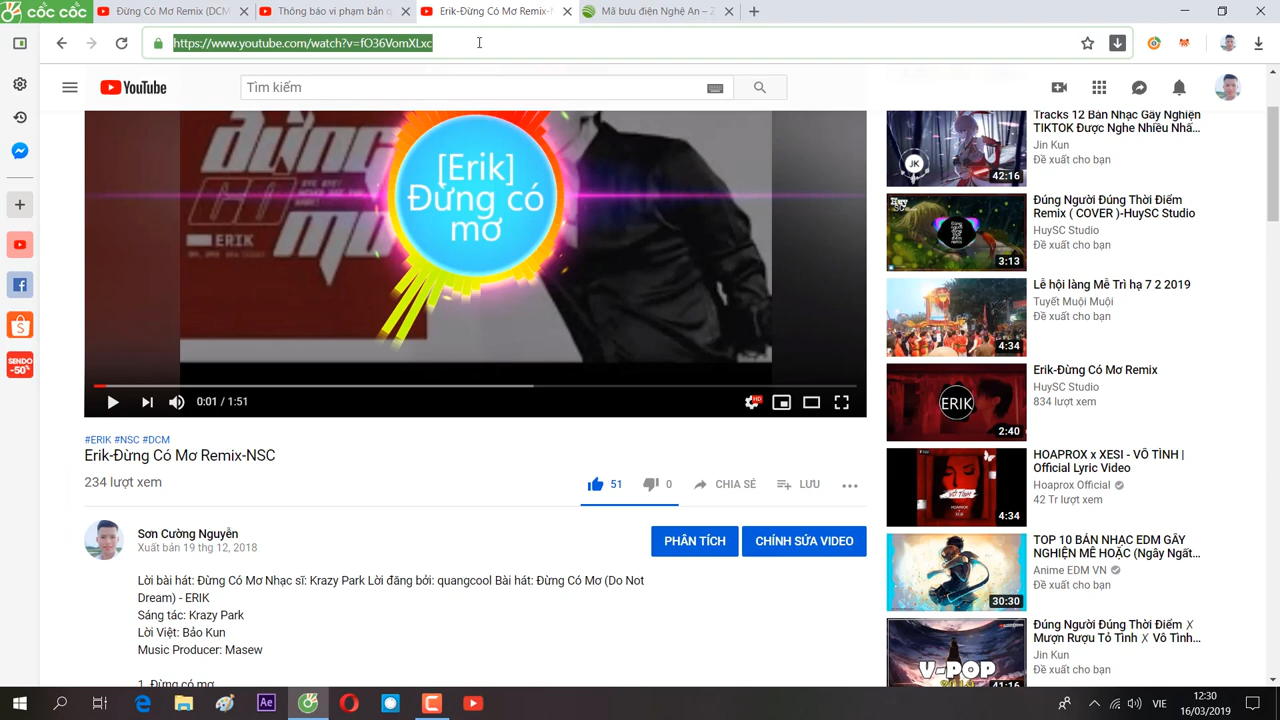 cốc cốc
Đừng Có Mơ Remix (DCM
Thông báo vi phạm bản q
Erik-Đừng Có Mơ Remix-N
Mã bưu điện Nghệ An – Z
https://www.youtube.com/watch?v=fO36VomXLxc
YouTube
Tìm kiếm
[Erik]
Đừng có
mơ
ERIK
0:01 / 1:51
HD
#ERIK #NSC #DCM
Erik-Đừng Có Mơ Remix-NSC
234 lượt xem
51
0
CHIA SẺ
LƯU
Sơn Cường Nguyễn
Xuất bản 19 thg 12, 2018
PHÂN TÍCH
CHỈNH SỬA VIDEO
Lời bài hát: Đừng Có Mơ Nhạc sĩ: Krazy Park Lời đăng bởi: quangcool Bài hát: Đừng Có Mơ (Do Not
Dream) - ERIK
Sáng tác: Krazy Park
Lời Việt: Bảo Kun
Music Producer: Masew
1. Đừng có mơ
Tracks 12 Bản Nhạc Gây Nghiện
TIKTOK Được Nghe Nhiều Nhấ...
Jin Kun
Đề xuất cho bạn
JK
42:16
Đúng Người Đúng Thời Điểm
Remix ( COVER )-HuySC Studio
HuySC Studio
Đề xuất cho bạn
3:13
Lễ hội làng Mễ Trì hạ 7 2 2019
Tuyết Muội Muội
Đề xuất cho bạn
4:34
Erik-Đừng Có Mơ Remix
HuySC Studio
834 lượt xem
ERIK
2:40
HOAPROX x XESI - VÔ TÌNH |
Official Lyric Video
Hoaprox Official
42 Tr lượt xem
4:34
TOP 10 BẢN NHẠC EDM GÂY
NGHIỆN MÊ HOẶC (Ngây Ngất...
Anime EDM VN
Đề xuất cho bạn
30:30
Đúng Người Đúng Thời Điểm ✗
Mượn Rượu Tỏ Tình ✗ Vô Tình...
Jin Kun
Đề xuất cho bạn
V-POP
41:16
SENDO
-50%
Ae
VIE
12:30
16/03/2019